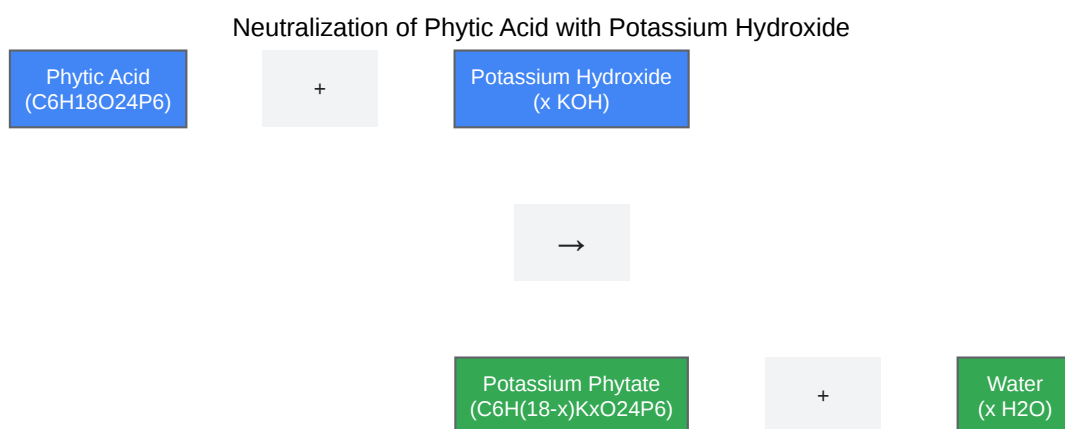 Neutralization of Phytic Acid with Potassium Hydroxide
Phytic Acid
(C6H18O24P6)
+
Potassium Hydroxide
(x KOH)
→
Potassium Phytate
(C6H(18-x)KxO24P6)
+
Water
(x H2O)